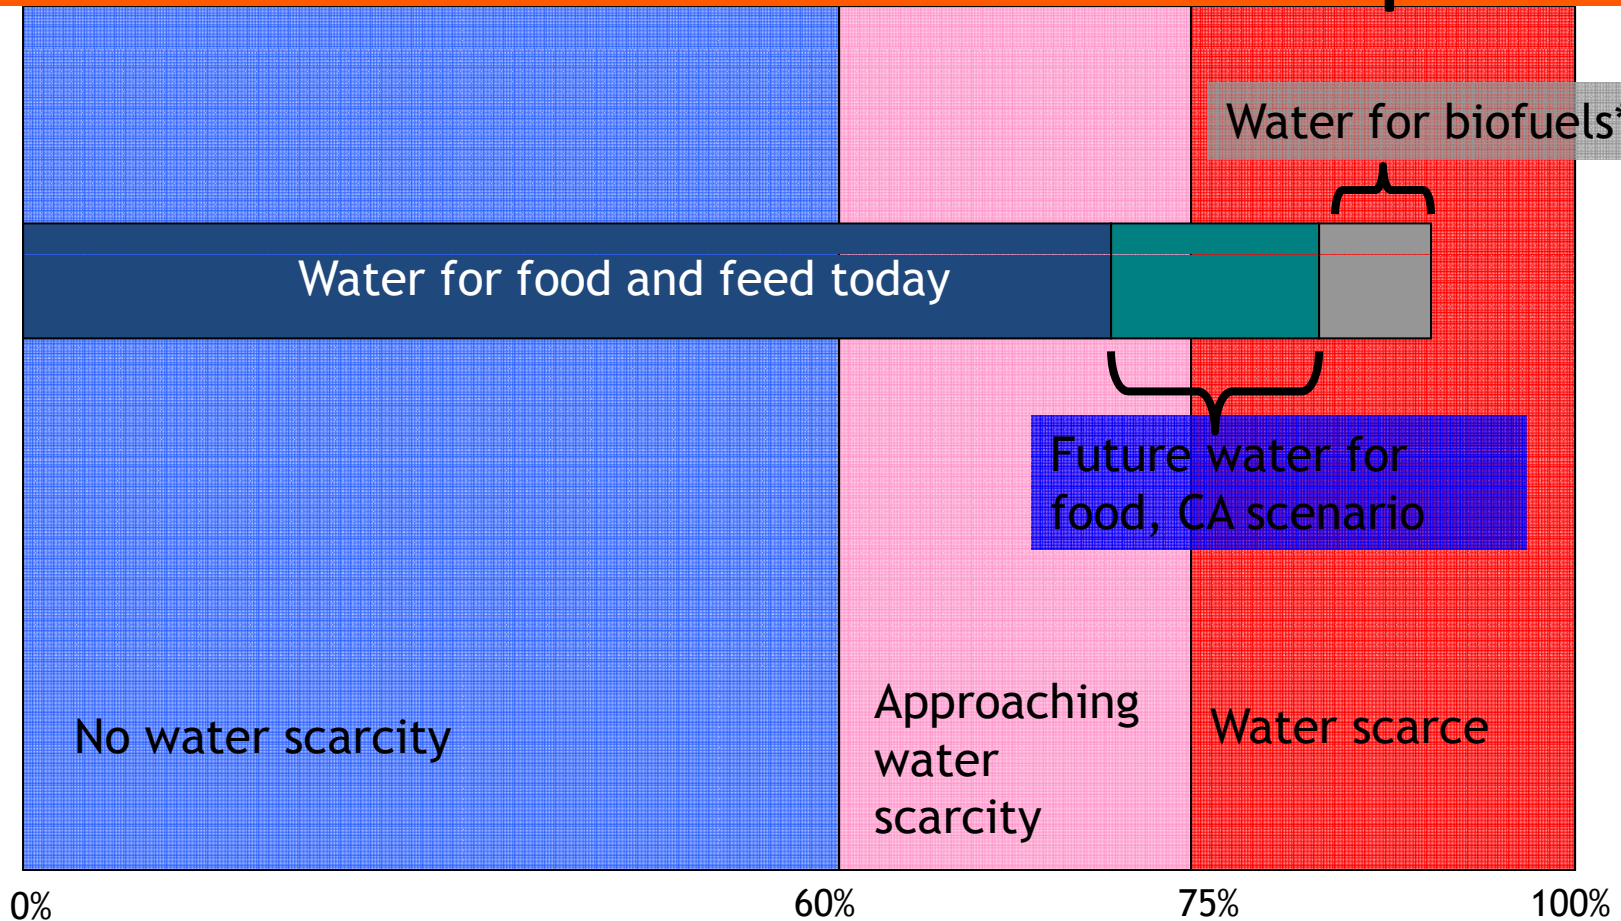 Water for biofuels*
Water for food and feed today
Future water for
food, CA scenario
No water scarcity
Approaching
water
scarcity
Water scarce
0%
60%
75%
100%